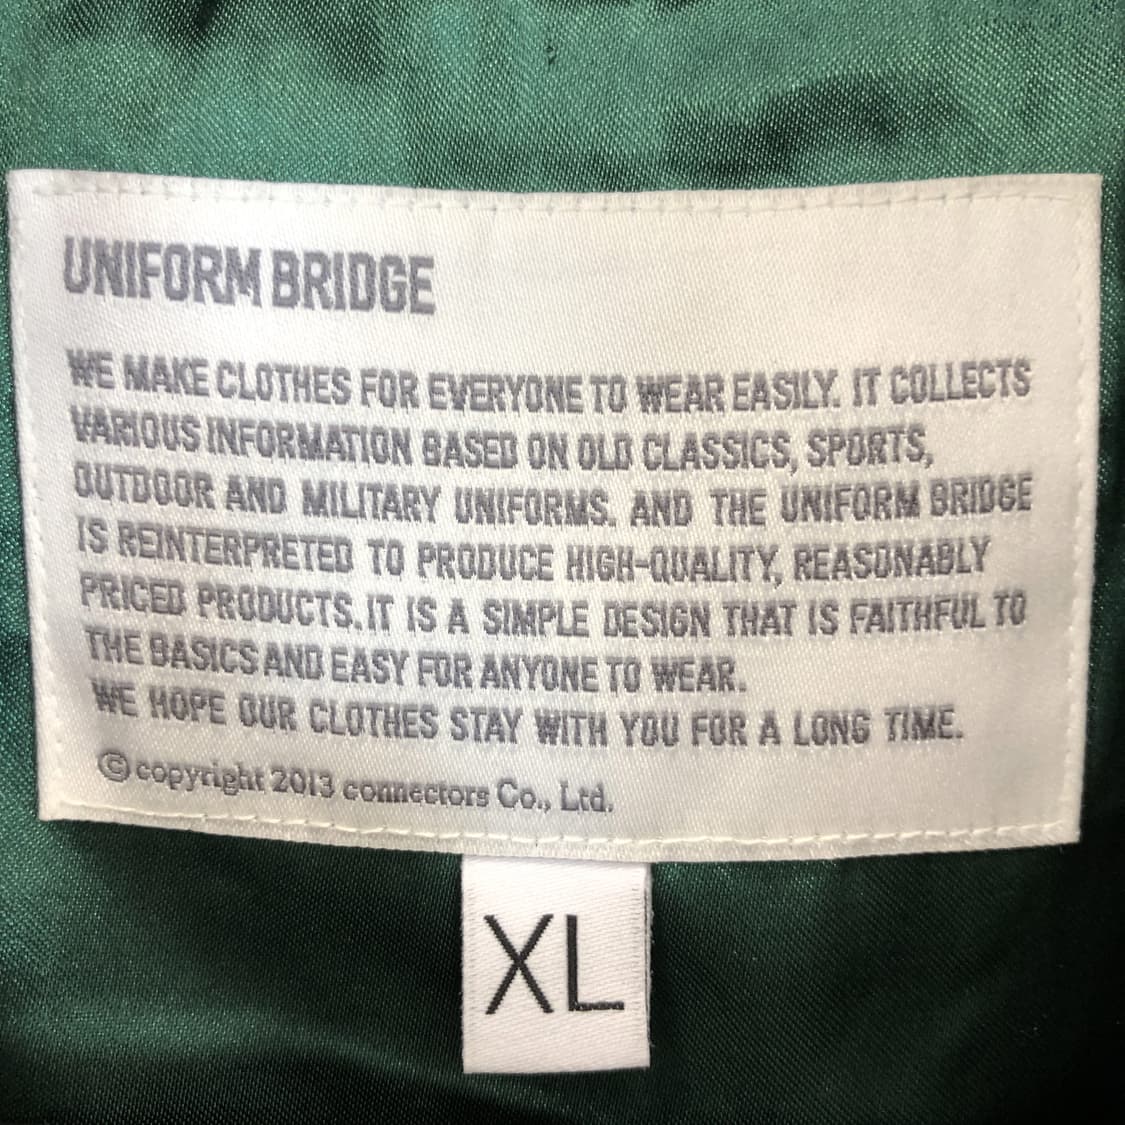 UNIFORM BRIDGE
WE MAKE CLOTHES FOR EVERYONE TO WEAR EASILY. IT COLLECTS
VARIOUS INFORMATION BASED ON OLD CLASSICS, SPORTS,
OUTDOOR AND MILITARY UNIFORMS. AND THE UNIFORM BRIDGE
IS REINTERPRETED TO PRODUCE HIGH-QUALITY, REASONABLY
PRICED PRODUCTS. IT IS A SIMPLE DESIGN THAT IS FAITHFUL TO
THE BASICS AND EASY FOR ANYONE TO WEAR.
WE HOPE OUR CLOTHES STAY WITH YOU FOR A LONG TIME.
© copyright 2013 connectors Co., Ltd.
XL